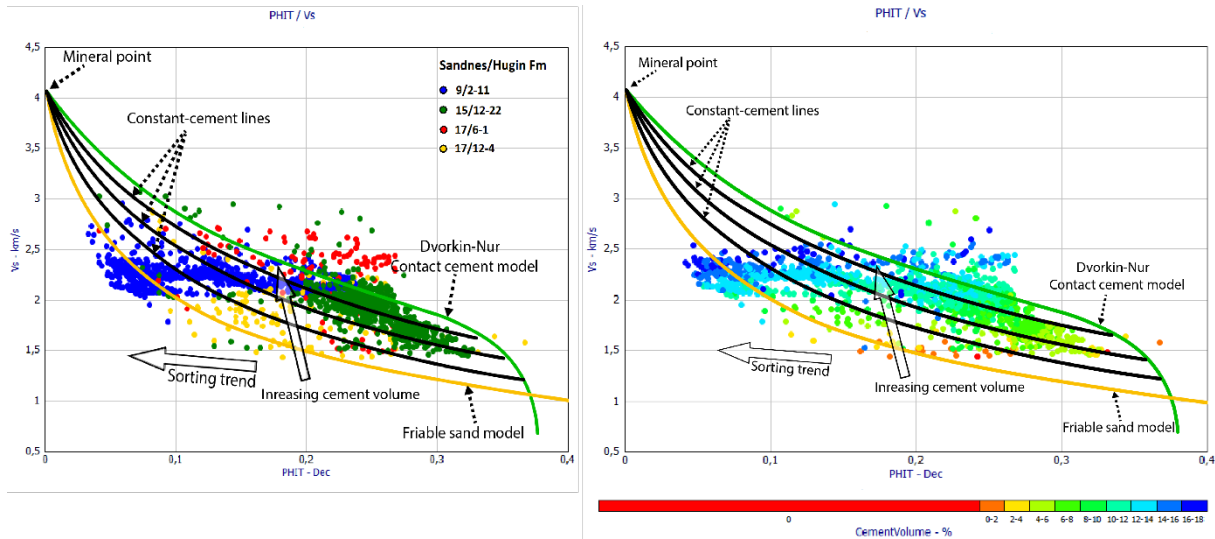 PHIT / Vs
4,5
Mineral point
Sandnes/Hugin Fm
9/2-11
15/12-22
17/6-1
17/12-4
4
Constant-cement lines
3,5
3
Vs - km/s
2,5
Dvorkin-Nur
Contact cement model
2
1,5
Sorting trend
Inreasing cement volume
1
Friable sand model
0,5
0
0,1
0,2
0,3
0,4
PHIT - Dec
PHIT / Vs
4,5
Mineral point
4
Constant-cement lines
3,5
3
Vs - km/s
2,5
Dvorkin-Nur
Contact cement model
2
1,5
Sorting trend
Inreasing cement volume
1
Friable sand model
0,5
0
0,1
0,2
0,3
0,4
PHIT - Dec
0
0-2
2-4
4-6
6-8
8-10
10-12
12-14
14-16
16-18
CementVolume - %